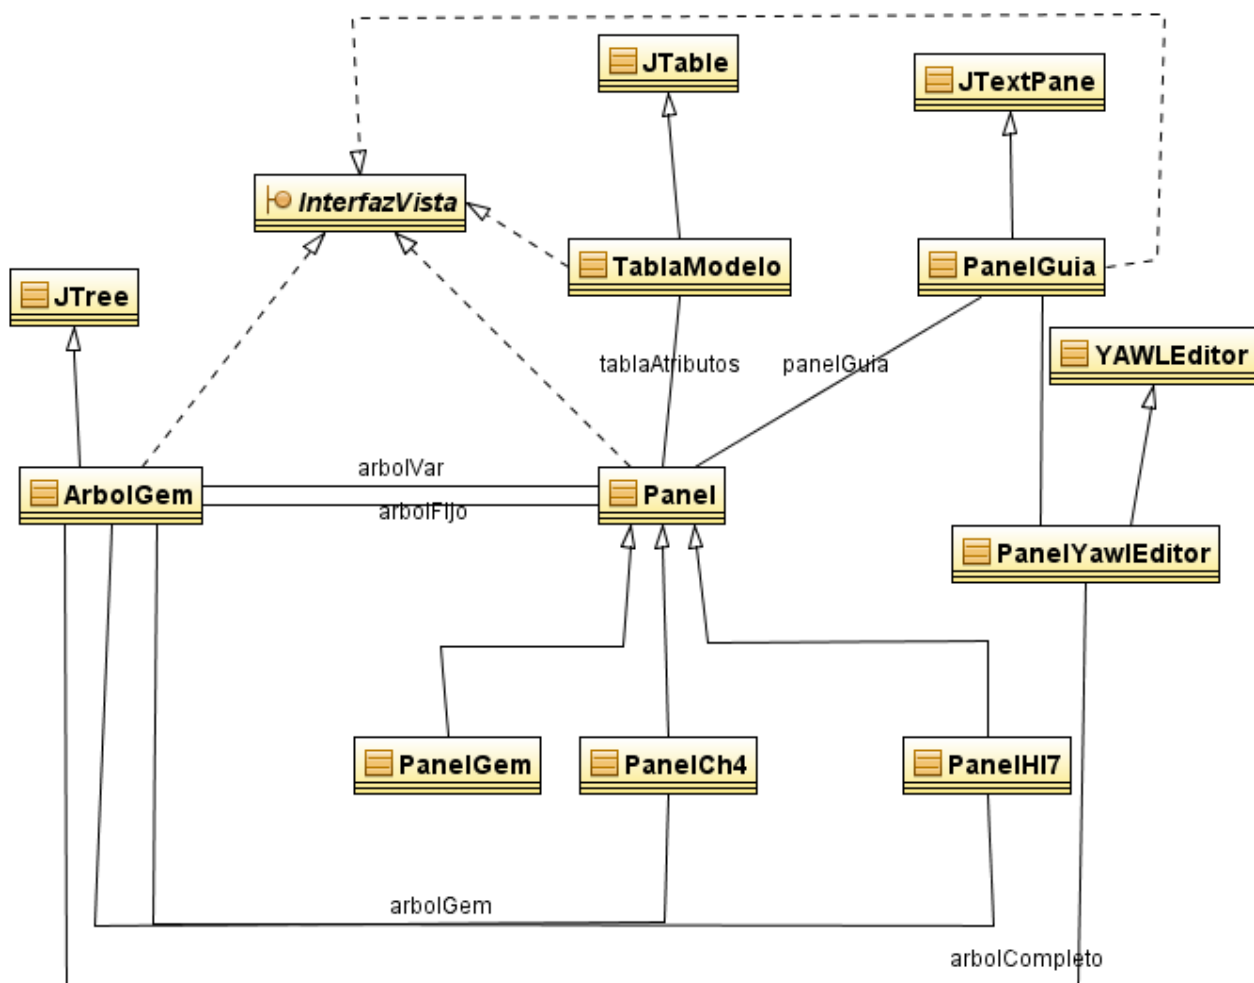 JTable
JTextPane
InterfazVista
TablaModelo
PanelGuia
JTree
YAWLEditor
tablaAtributos
panelGuia
arbolVar
ArbolGem
Panel
arbolFIjo
PanelYawlEditor
PanelGem
PanelCh4
PanelHl7
arbolGem
arbolCompleto